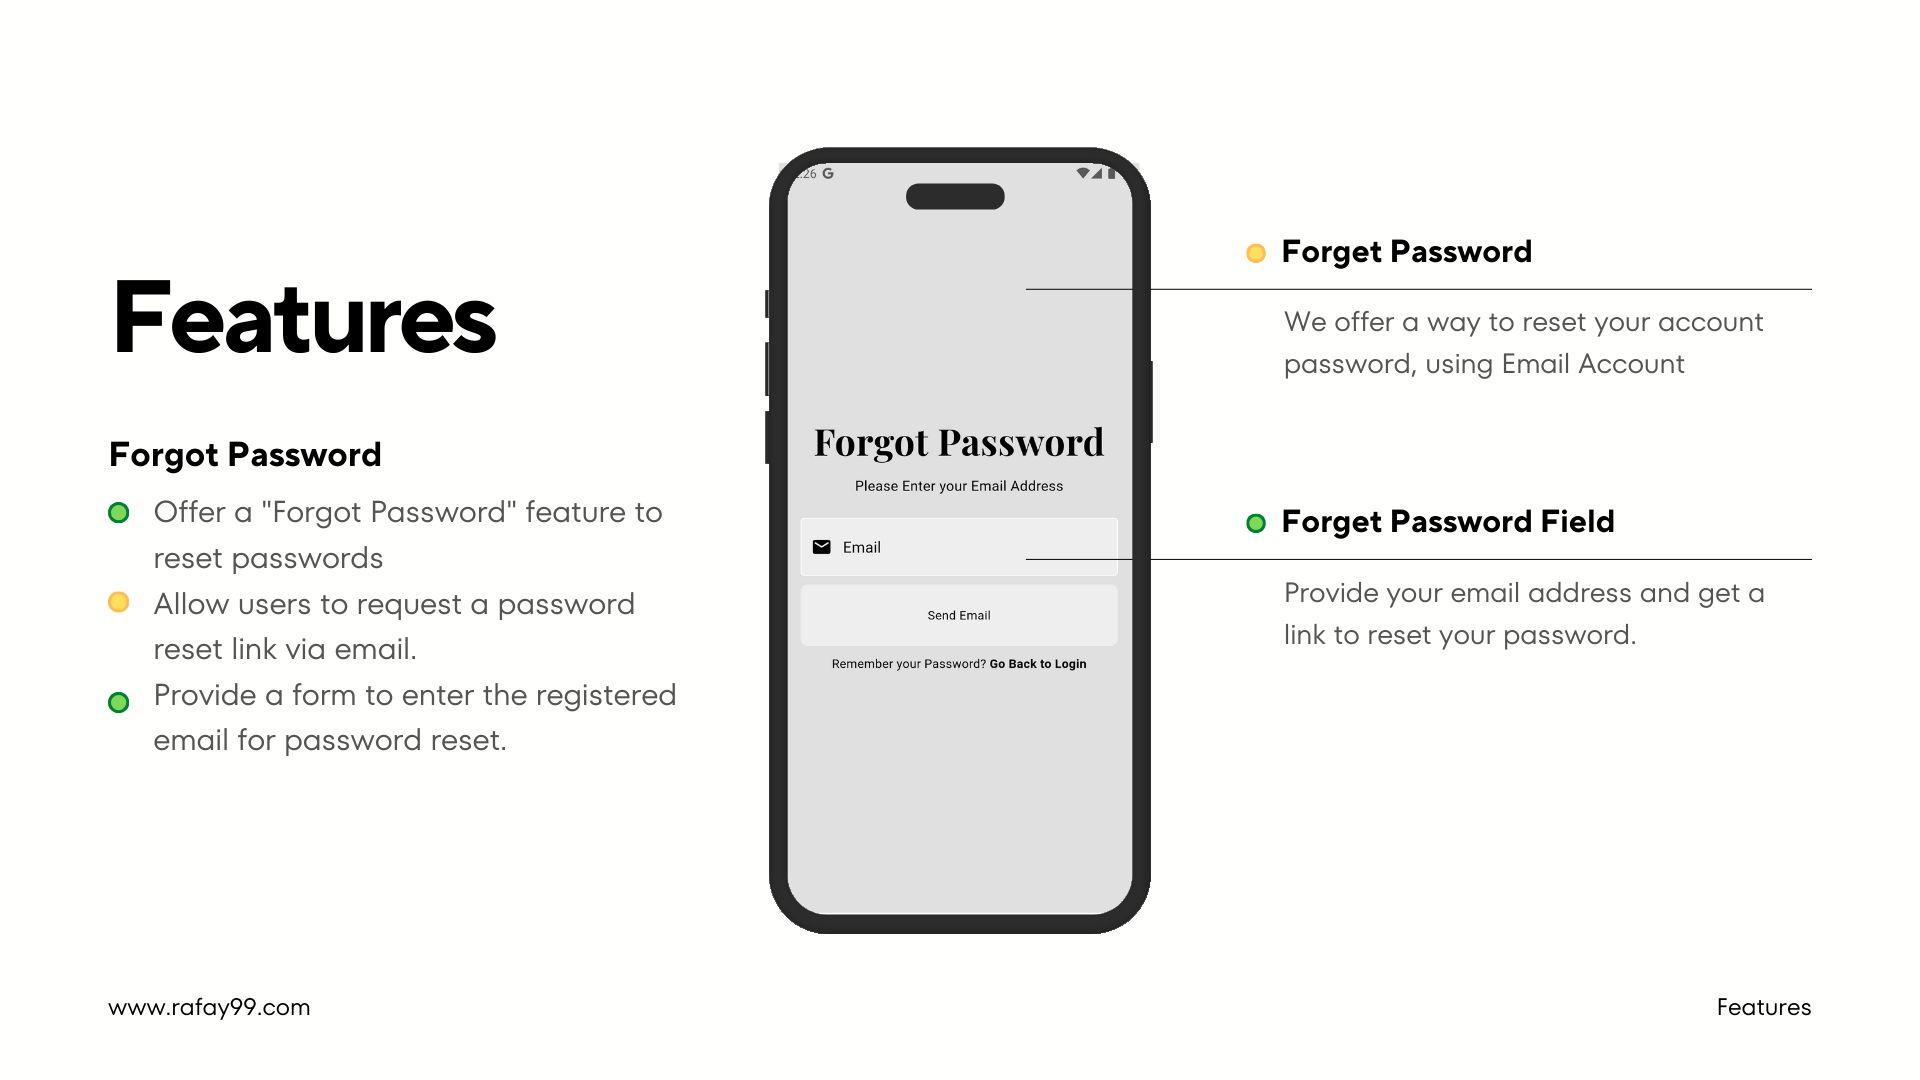 Features
Forgot Password
Offer a "Forgot Password" feature to
reset passwords
Allow users to request a password
reset link via email.
Provide a form to enter the registered
email for password reset.
:26 G
Forgot Password
Please Enter your Email Address
Email
Send Email
Remember your Password? Go Back to Login
Forget Password
We offer a way to reset your account
password, using Email Account
Forget Password Field
Provide your email address and get a
link to reset your password.
www.rafay99.com
Features